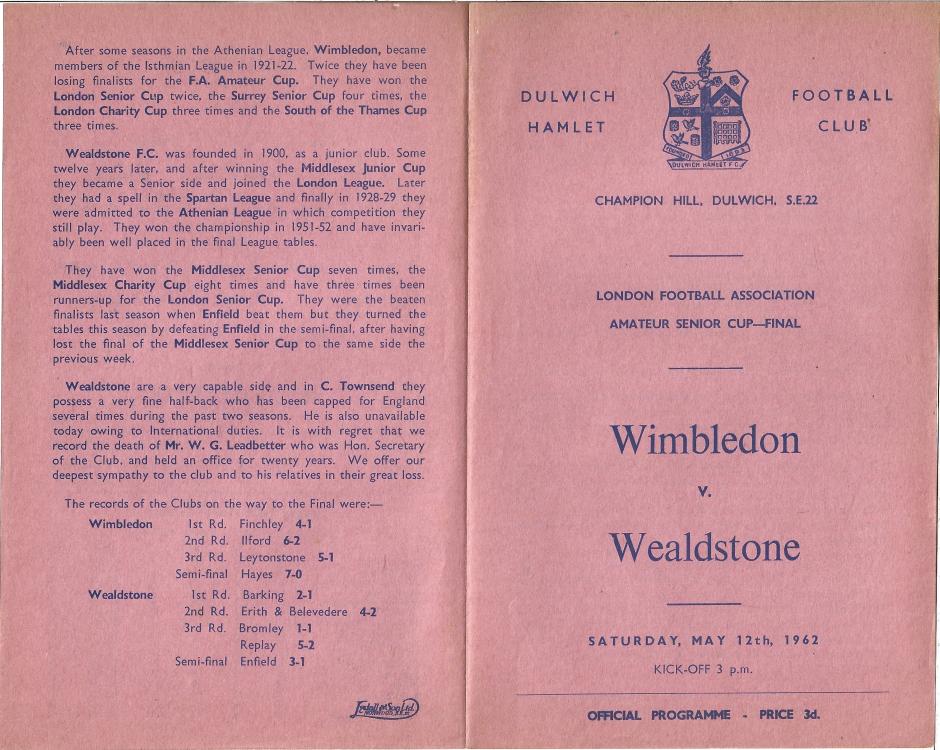 After some seasons in the Athenian League, Wimbledon, became
members of the Isthmian League in 1921-22. Twice they have been
losing finalists for the F.A. Amateur Cup. They have won the
London Senior Cup twice, the Surrey Senior Cup four times, the
London Charity Cup three times and the South of the Thames Cup
three times.
Wealdstone F.C. was founded in 1900, as a junior club. Some
twelve years later, and after winning the Middlesex Junior Cup
they became a Senior side and joined the London League. Later
they had a spell in the Spartan League and finally in 1928-29 they
were admitted to the Athenian League in which competition they
still play. They won the championship in 1951-52 and have invari-
ably been well placed in the final League tables.
They have won the Middlesex Senior Cup seven times, the
Middlesex Charity Cup eight times and have three times been
runners-up for the London Senior Cup. They were the beaten
finalists last season when Enfield beat them but they turned the
tables this season by defeating Enfield in the semi-final, after having
lost the final of the Middlesex Senior Cup to the same side the
previous week.
Wealdstone are a very capable side and in C. Townsend they
possess a very fine half-back who has been capped for England
several times during the past two seasons. He is also unavailable
today owing to International duties. It is with regret that we
record the death of Mr. W. G. Leadbetter who was Hon. Secretary
of the Club, and held an office for twenty years. We offer our
deepest sympathy to the club and to his relatives in their great loss.
The records of the Clubs on the way to the Final were:—
Wimbledon 1st Rd. Finchley 4-1
2nd Rd. Ilford 6-2
3rd Rd. Leytonstone 5-1
Semi-final Hayes 7-0
Wealdstone 1st Rd. Barking 2-1
2nd Rd. Erith & Belevedere 4-2
3rd Rd. Bromley 1-1
Replay 5-2
Semi-final Enfield 3-1
DULWICH HAMLET
FOOTBALL CLUB
DULWICH HAMLET F.C.
CHAMPION HILL, DULWICH, S.E.22
LONDON FOOTBALL ASSOCIATION
AMATEUR SENIOR CUP—FINAL
Wimbledon
v.
Wealdstone
SATURDAY, MAY 12th, 1962
KICK-OFF 3 p.m.
OFFICIAL PROGRAMME - PRICE 3d.